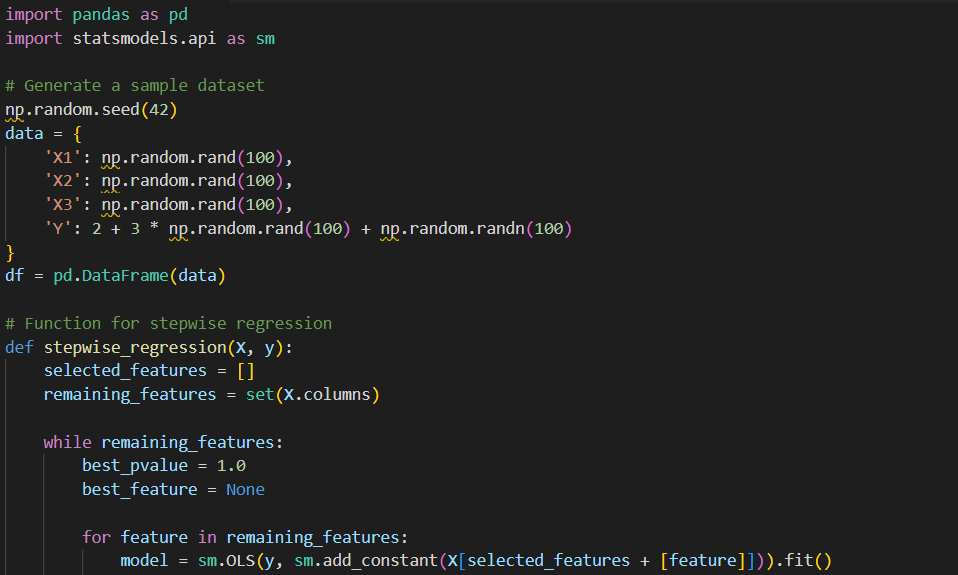 import pandas as pd
import statsmodels.api as sm
# Generate a sample dataset
np.random.seed(42)
data = {
    'X1': np.random.rand(100),
    'X2': np.random.rand(100),
    'X3': np.random.rand(100),
    'Y': 2 + 3 * np.random.rand(100) + np.random.randn(100)
}
df = pd.DataFrame(data)
# Function for stepwise regression
def stepwise_regression(X, y):
    selected_features = []
    remaining_features = set(X.columns)
    while remaining_features:
        best_pvalue = 1.0
        best_feature = None
        for feature in remaining_features:
            model = sm.OLS(y, sm.add_constant(X[selected_features + [feature]])).fit()